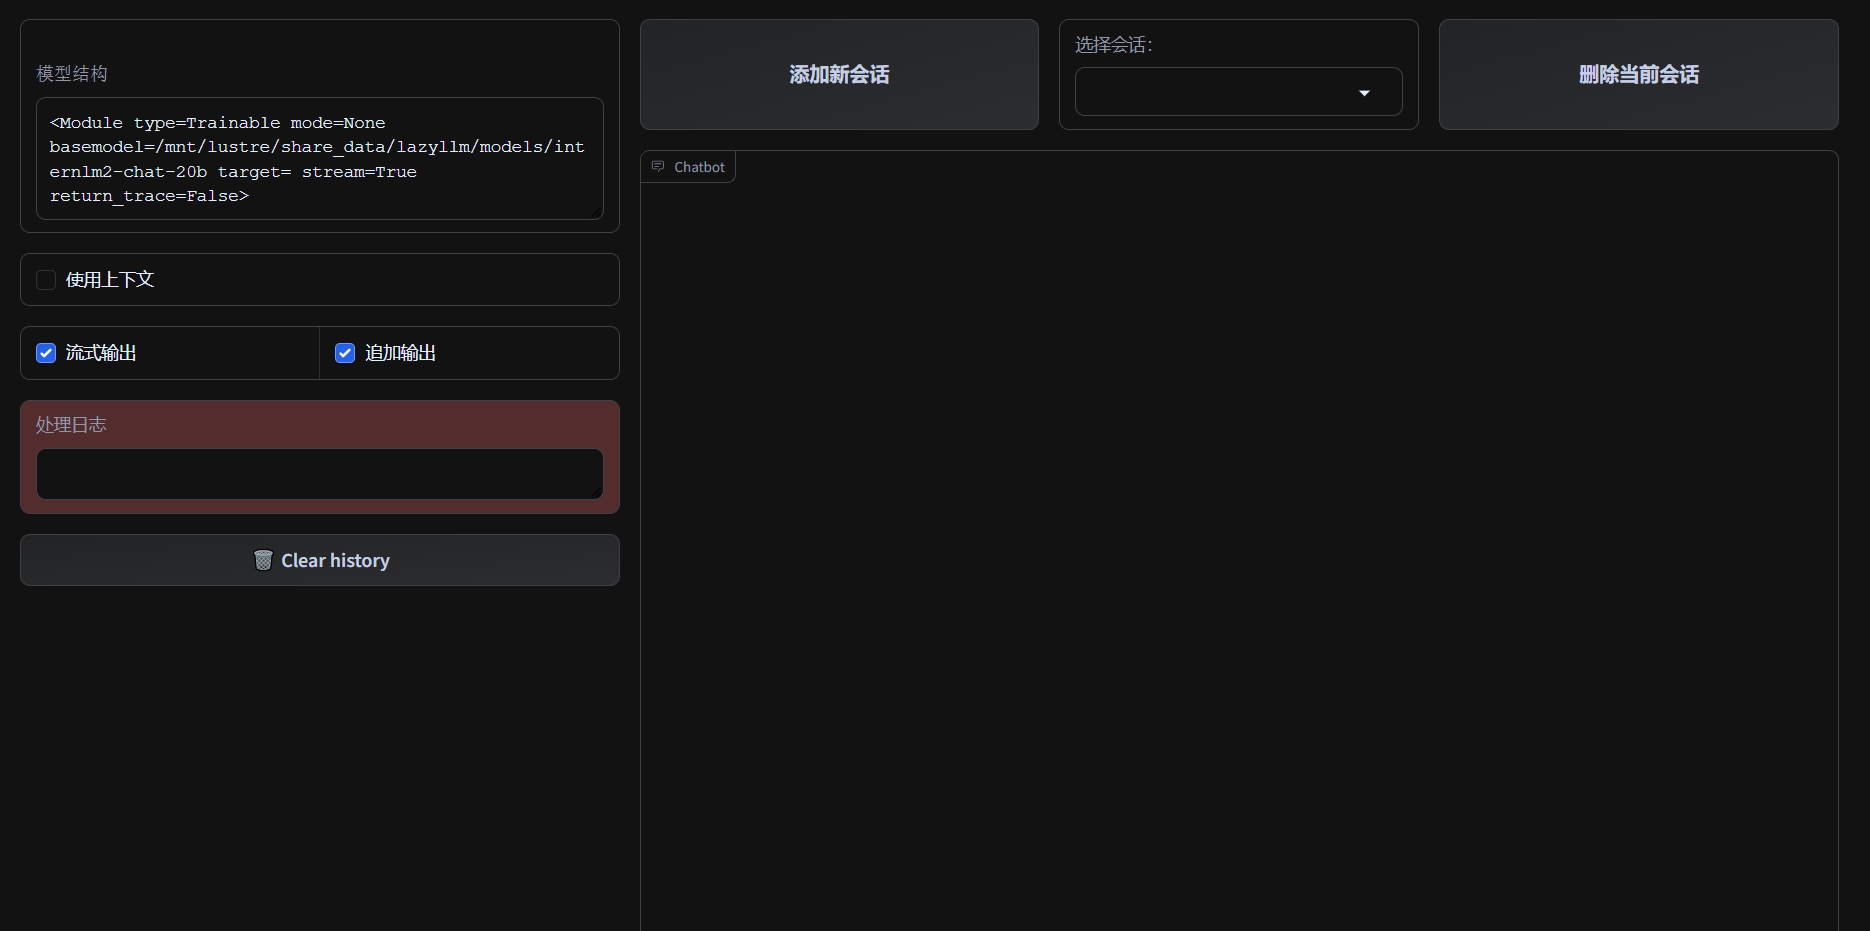 模型结构
<Module type=Trainable mode=None
basemodel=/mnt/lustre/share_data/lazyllm/models/int
ernlm2-chat-20b target= stream=True
return_trace=False>
使用上下文
流式输出
追加输出
处理日志
Clear history
添加新会话
选择会话：
删除当前会话
Chatbot